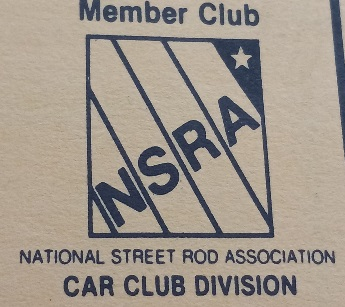 Member Club
NSRA
NATIONAL STREET ROD ASSOCIATION
CAR CLUB DIVISION